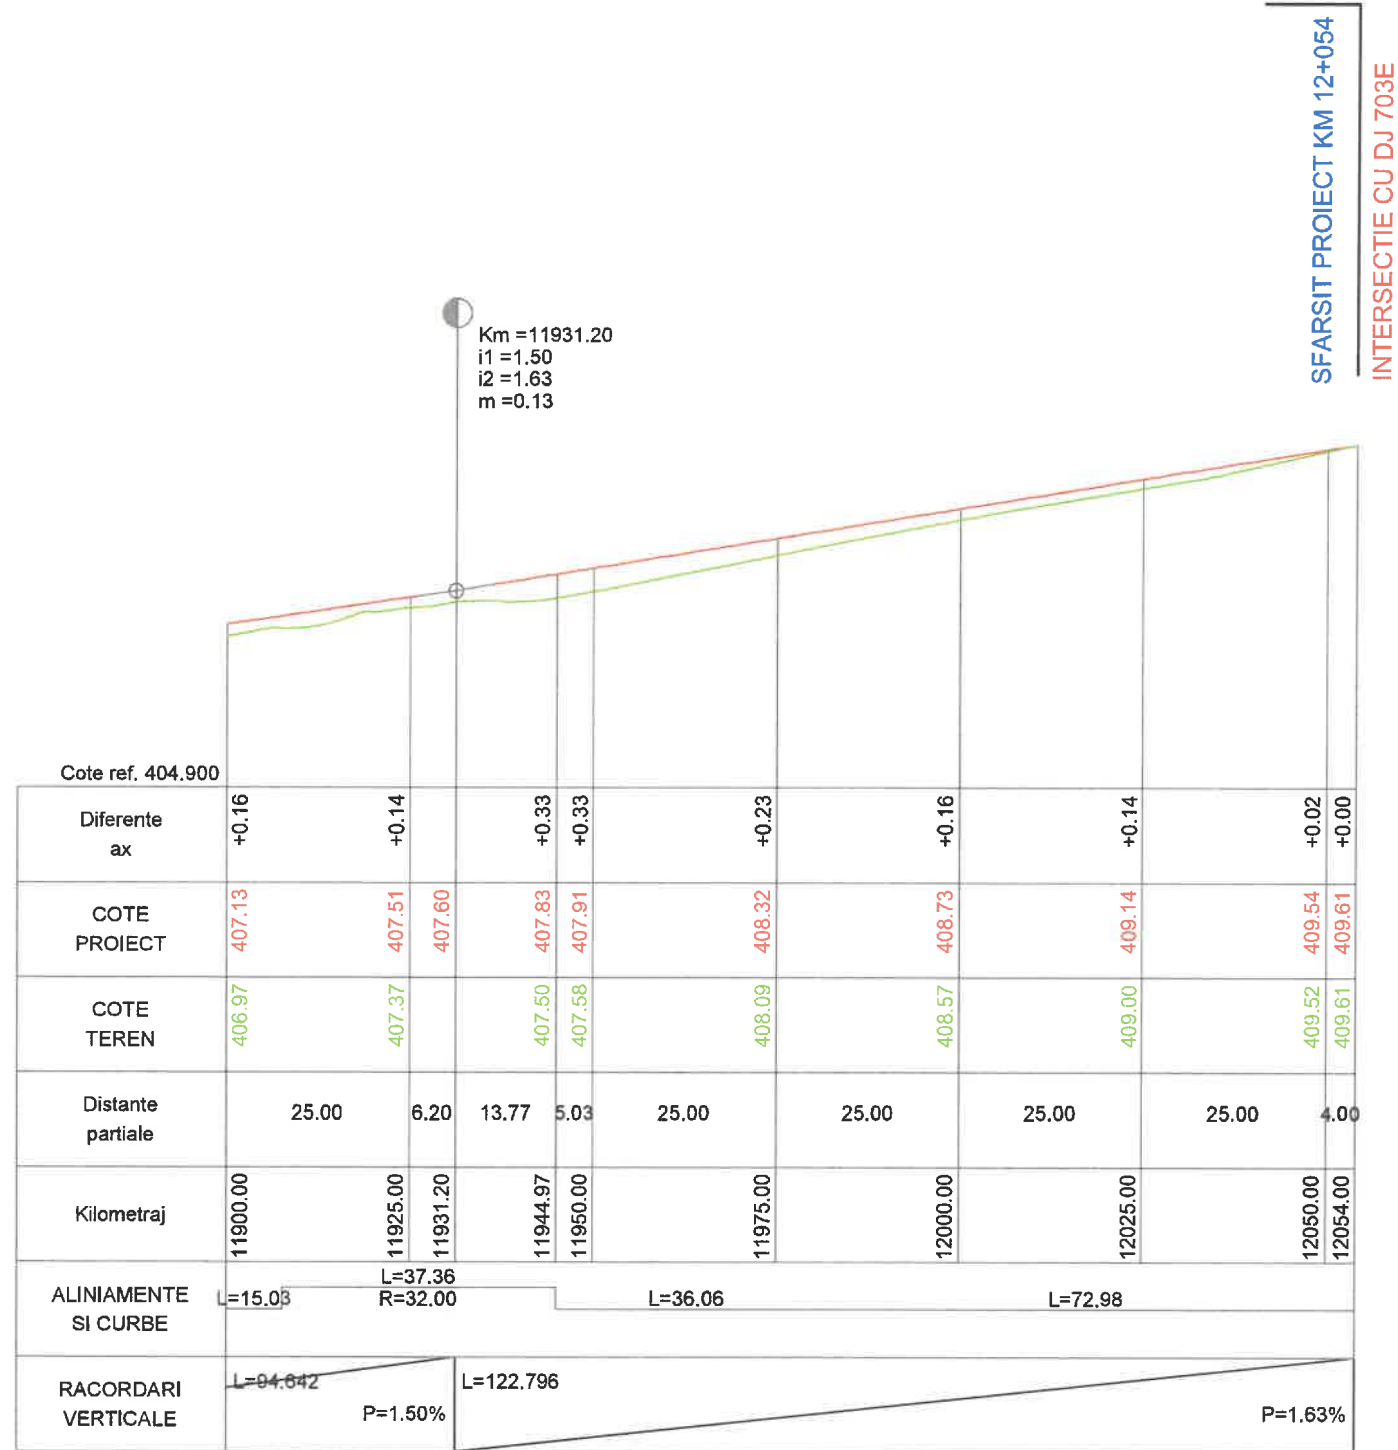 SFARSIT PROIECT KM 12+054
INTERSECTIE CU DJ 703E
Km =11931.20
i1 =1.50
i2 =1.63
m =0.13
Cote ref. 404.900
Diferente
ax
+0.16 +0.14 +0.33 +0.33 +0.23 +0.16 +0.14 +0.02 +0.00
COTE
PROIECT
407.13 407.51 407.60 407.83 407.91 408.32 408.73 409.14 409.54 409.61
COTE
TEREN
406.97 407.37 407.50 407.58 408.09 408.57 409.00 409.52 409.61
Distante
partiale
25.00 6.20 13.77 5.03 25.00 25.00 25.00 25.00 4.00
Kilometraj
11900.00 11925.00 11931.20 11944.97 11950.00 11975.00 12000.00 12025.00 12050.00 12054.00
ALINIAMENTE
SI CURBE
L=15.03
L=37.36
R=32.00
L=36.06
L=72.98
RACORDARI
VERTICALE
L=94.642
P=1.50%
L=122.796
P=1.63%